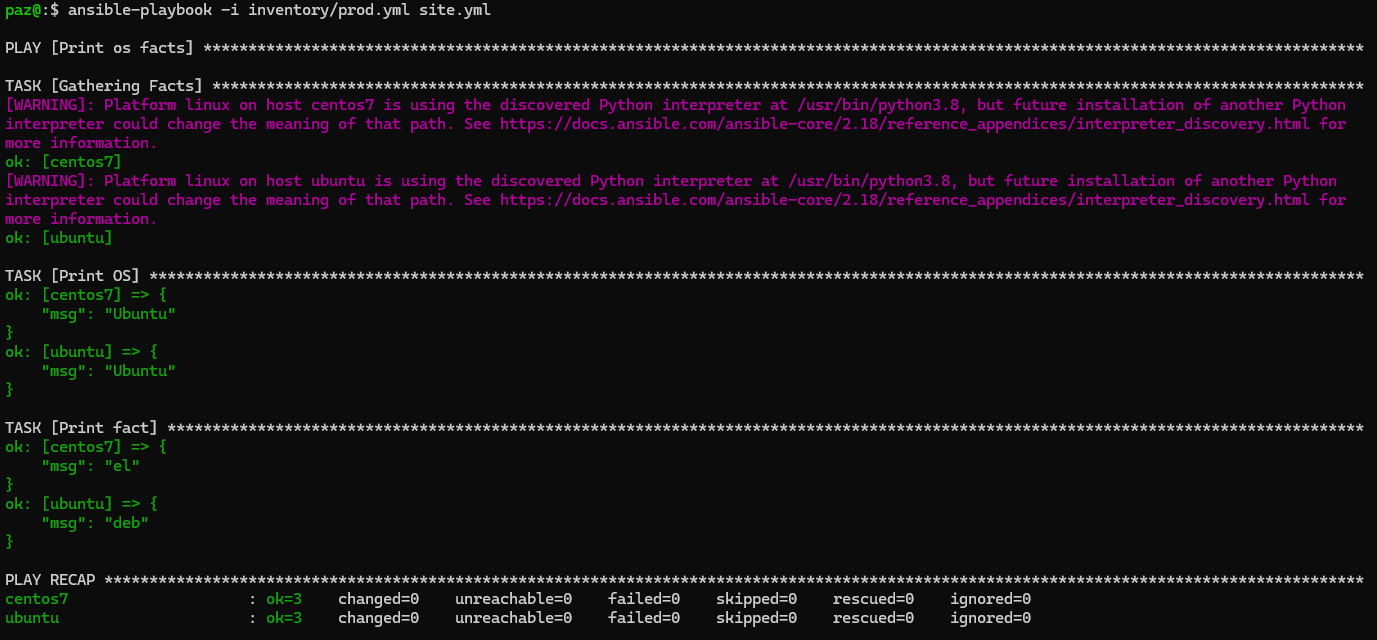 paz@:$ ansible-playbook -i inventory/prod.yml site.yml
PLAY [Print os facts] *********************************************************************************************************************************
TASK [Gathering Facts] ********************************************************************************************************************************
[WARNING]: Platform linux on host centos7 is using the discovered Python interpreter at /usr/bin/python3.8, but future installation of another Python
interpreter could change the meaning of that path. See https://docs.ansible.com/ansible-core/2.18/reference_appendices/interpreter_discovery.html for
more information.
ok: [centos7]
[WARNING]: Platform linux on host ubuntu is using the discovered Python interpreter at /usr/bin/python3.8, but future installation of another Python
interpreter could change the meaning of that path. See https://docs.ansible.com/ansible-core/2.18/reference_appendices/interpreter_discovery.html for
more information.
ok: [ubuntu]
TASK [Print OS] ***************************************************************************************************************************************
ok: [centos7] => {
    "msg": "Ubuntu"
}
ok: [ubuntu] => {
    "msg": "Ubuntu"
}
TASK [Print fact] *************************************************************************************************************************************
ok: [centos7] => {
    "msg": "el"
}
ok: [ubuntu] => {
    "msg": "deb"
}
PLAY RECAP ********************************************************************************************************************************************
centos7                    : ok=3    changed=0    unreachable=0    failed=0    skipped=0    rescued=0    ignored=0
ubuntu                     : ok=3    changed=0    unreachable=0    failed=0    skipped=0    rescued=0    ignored=0